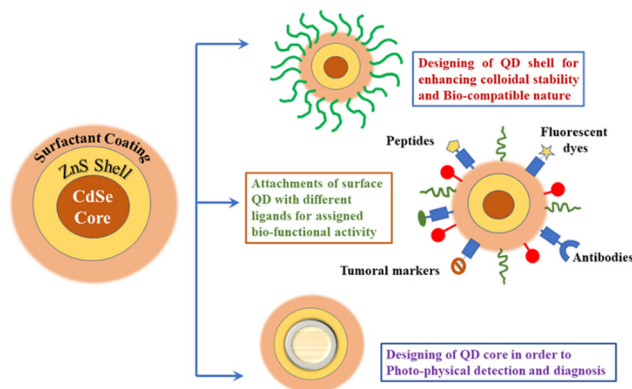 Surfactant Coating
ZnS Shell
CdSe
Core
Designing of QD shell for
enhancing colloidal stability
and Bio-compatible nature
Attachments of surface
QD with different
ligands for assigned
bio-functional activity
Peptides
Fluorescent
dyes
Tumoral markers
Antibodies
Designing of QD core in order to
Photo-physical detection and diagnosis